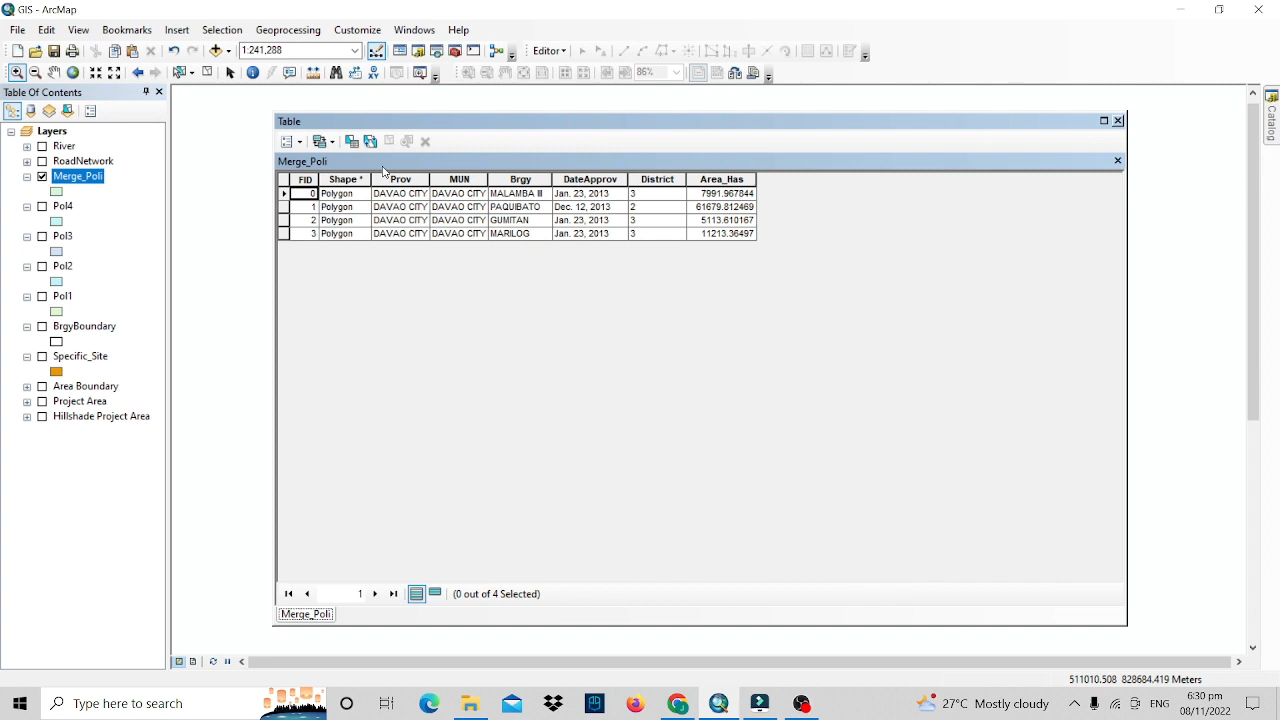 GIS - ArcMap
File Edit View Bookmarks Insert Selection Geoprocessing Customize Windows Help
1:241,288
Editor
86%
Table Of Contents
Layers
River
RoadNetwork
Merge_Poli
Pol4
Pol3
Pol2
Pol1
BrgyBoundary
Specific_Site
Area Boundary
Project Area
Hillshade Project Area
Table
Merge_Poli
FID Shape * Prov MUN Brgy DateApprov District Area_Has
0 Polygon DAVAO CITY DAVAO CITY MALAMBA III Jan. 23, 2013 3 7991.967844
1 Polygon DAVAO CITY DAVAO CITY PAQUIBATO Dec. 12, 2013 2 61679.812469
2 Polygon DAVAO CITY DAVAO CITY GUMITAN Jan. 23, 2013 3 5113.610167
3 Polygon DAVAO CITY DAVAO CITY MARILOG Jan. 23, 2013 3 11213.36497
1 (0 out of 4 Selected)
Merge_Poli
Catalog
511010.508 828684.419 Meters
Type here to search
27°C Mostly cloudy
ENG
6:30 pm
08/11/2022